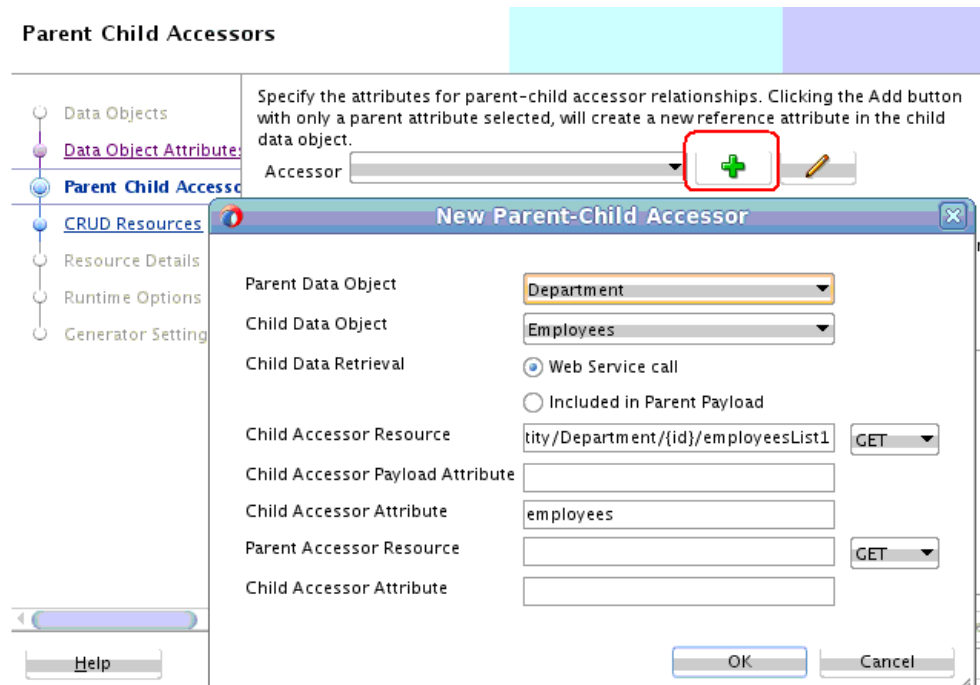 Parent Child Accessors
Specify the attributes for parent-child accessor relationships. Clicking the Add button
with only a parent attribute selected, will create a new reference attribute in the child
data object.
Accessor
Data Objects
Data Object Attributes
Parent Child Accesso
CRUD Resources
Resource Details
Runtime Options
Generator Setting
New Parent-Child Accessor
Parent Data Object
Department
Child Data Object
Employees
Child Data Retrieval
Web Service call
Included in Parent Payload
Child Accessor Resource
tity/Department/{id}/employeesList1
GET
Child Accessor Payload Attribute
Child Accessor Attribute
employees
Parent Accessor Resource
GET
Child Accessor Attribute
Help
OK
Cancel